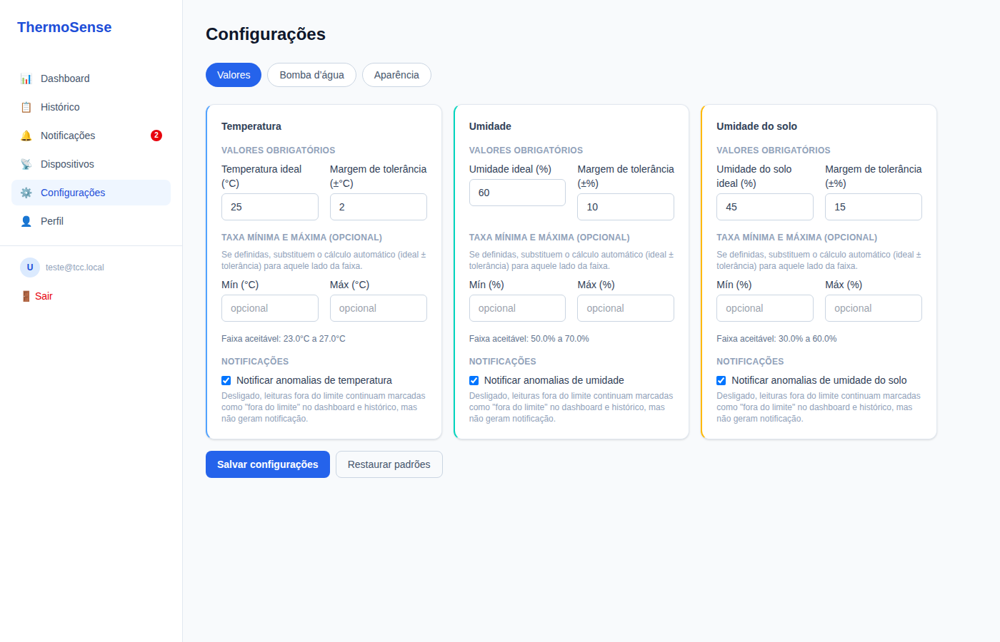 ThermoSense
Dashboard
Histórico
Notificações 2
Dispositivos
Configurações
Perfil
U teste@tcc.local
Sair
Configurações
Valores Bomba d'água Aparência
Temperatura
VALORES OBRIGATÓRIOS
Temperatura ideal (°C)
25
Margem de tolerância (±°C)
2
TAXA MÍNIMA E MÁXIMA (OPCIONAL)
Se definidas, substituem o cálculo automático (ideal ±
tolerância) para aquele lado da faixa.
Mín (°C) Máx (°C)
opcional opcional
Faixa aceitável: 23.0°C a 27.0°C
NOTIFICAÇÕES
Notificar anomalias de temperatura
Desligado, leituras fora do limite continuam marcadas
como "fora do limite" no dashboard e histórico, mas
não geram notificação.
Umidade
VALORES OBRIGATÓRIOS
Umidade ideal (%)
60
Margem de tolerância (±%)
10
TAXA MÍNIMA E MÁXIMA (OPCIONAL)
Se definidas, substituem o cálculo automático (ideal ±
tolerância) para aquele lado da faixa.
Mín (%) Máx (%)
opcional opcional
Faixa aceitável: 50.0% a 70.0%
NOTIFICAÇÕES
Notificar anomalias de umidade
Desligado, leituras fora do limite continuam marcadas
como "fora do limite" no dashboard e histórico, mas
não geram notificação.
Umidade do solo
VALORES OBRIGATÓRIOS
Umidade do solo ideal (%)
45
Margem de tolerância (±%)
15
TAXA MÍNIMA E MÁXIMA (OPCIONAL)
Se definidas, substituem o cálculo automático (ideal ±
tolerância) para aquele lado da faixa.
Mín (%) Máx (%)
opcional opcional
Faixa aceitável: 30.0% a 60.0%
NOTIFICAÇÕES
Notificar anomalias de umidade do solo
Desligado, leituras fora do limite continuam marcadas
como "fora do limite" no dashboard e histórico, mas
não geram notificação.
Salvar configurações Restaurar padrões